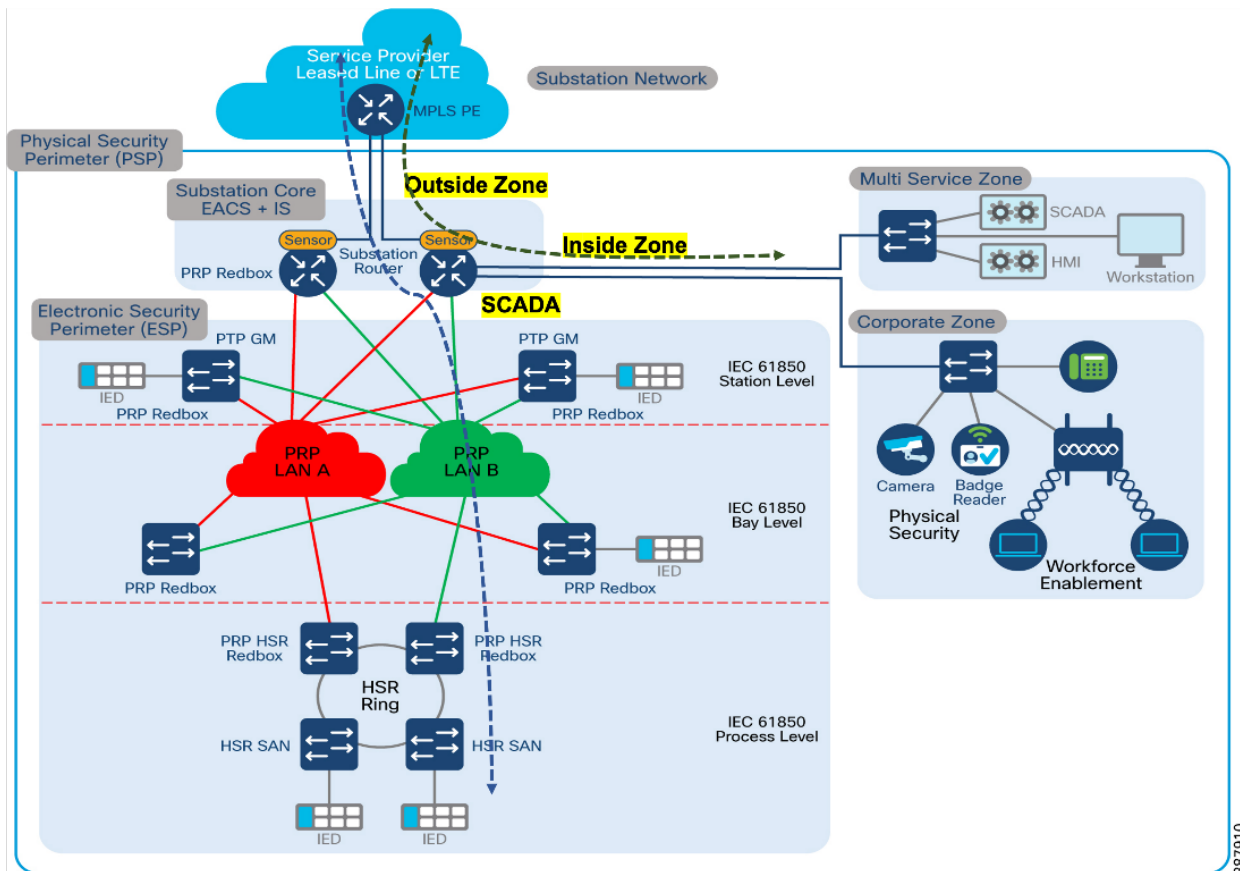 Service Provider
Leased Line or LTE
MPLS PE
Substation Network
Physical Security
Perimeter (PSP)
Substation Core
EACS + IS
Outside Zone
Multi Service Zone
SCADA
HMI
Workstation
Sensor
Sensor
Inside Zone
Substation
Router
PRP Redbox
SCADA
Electronic Security
Perimeter (ESP)
Corporate Zone
PTP GM
PTP GM
IED
IED
PRP Redbox
PRP Redbox
IEC 61850
Station Level
PRP
LAN A
PRP
LAN B
Camera
Badge
Reader
Physical
Security
Workforce
Enablement
IEC 61850
Bay Level
IED
PRP Redbox
PRP Redbox
PRP HSR
Redbox
PRP HSR
Redbox
HSR
Ring
IEC 61850
Process Level
HSR SAN
HSR SAN
IED
IED